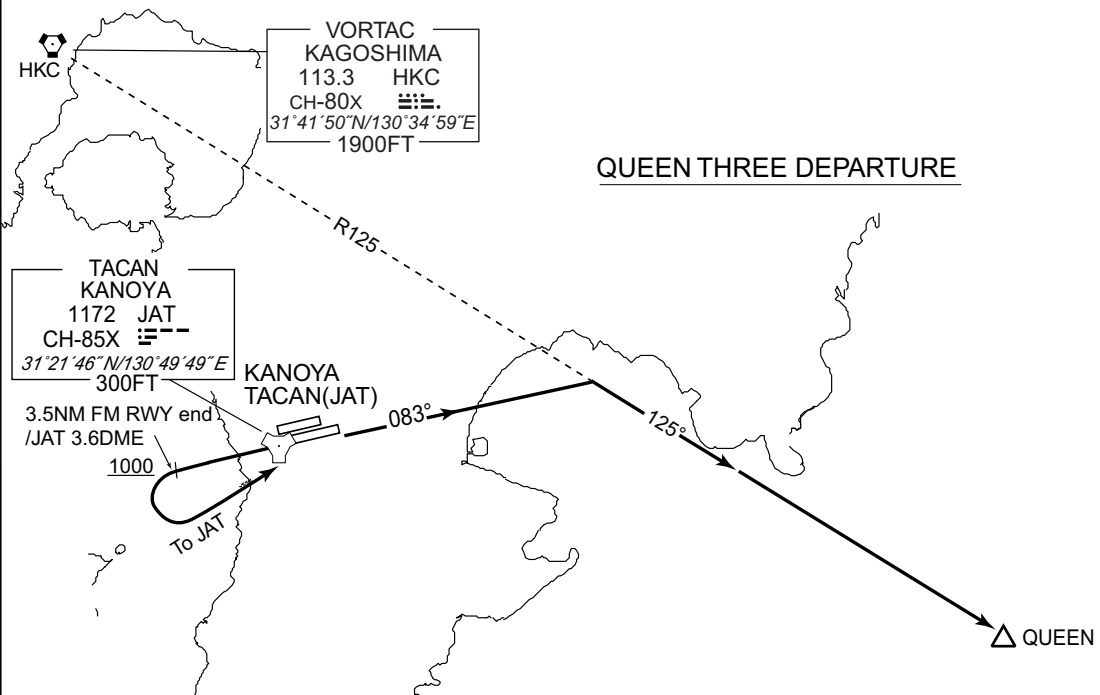 VORTAC
KAGOSHIMA
113.3 HKC
CH-80X
31°41′50″N/130°34′59″E
1900FT
HKC
QUEEN THREE DEPARTURE
R125
TACAN
KANOYA
1172 JAT
CH-85X
31°21′46″N/130°49′49″E
300FT
KANOYA
TACAN(JAT)
3.5NM FM RWY end
/JAT 3.6DME
1000
083°
125°
To JAT
QUEEN